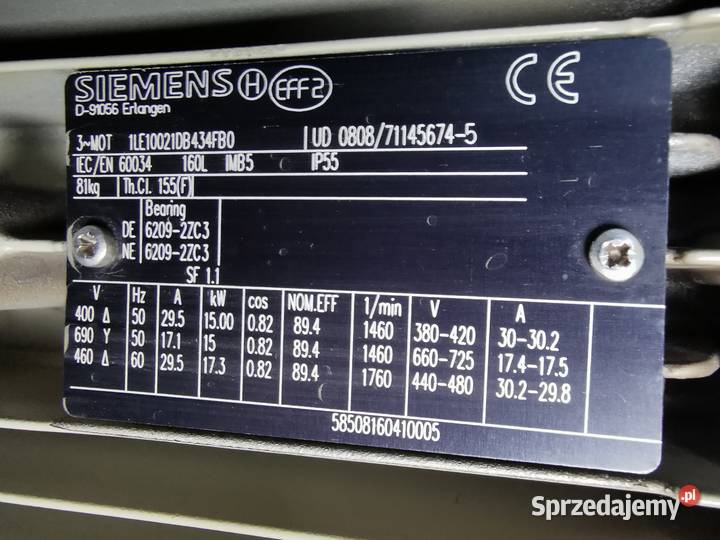 SIEMENS H EFF2 CE
D-91056 Erlangen
3~MOT 1LE10021DB434FB0 UD 0808/71145674-5
IEC/EN 60034 160L IMB5 IP55
81kg Th.Cl. 155(F)
Bearing
DE 6209-2ZC3
NE 6209-2ZC3
SF 1.1
V Hz A kW cos NOM.EFF 1/min V A
400 Δ 50 29.5 15.00 0.82 89.4 1460 380-420 30-30.2
690 Y 50 17.1 15 0.82 89.4 1460 660-725 17.4-17.5
460 Δ 60 29.5 17.3 0.82 89.4 1760 440-480 30.2-29.8
58508160410005
Sprzedajemy.pl